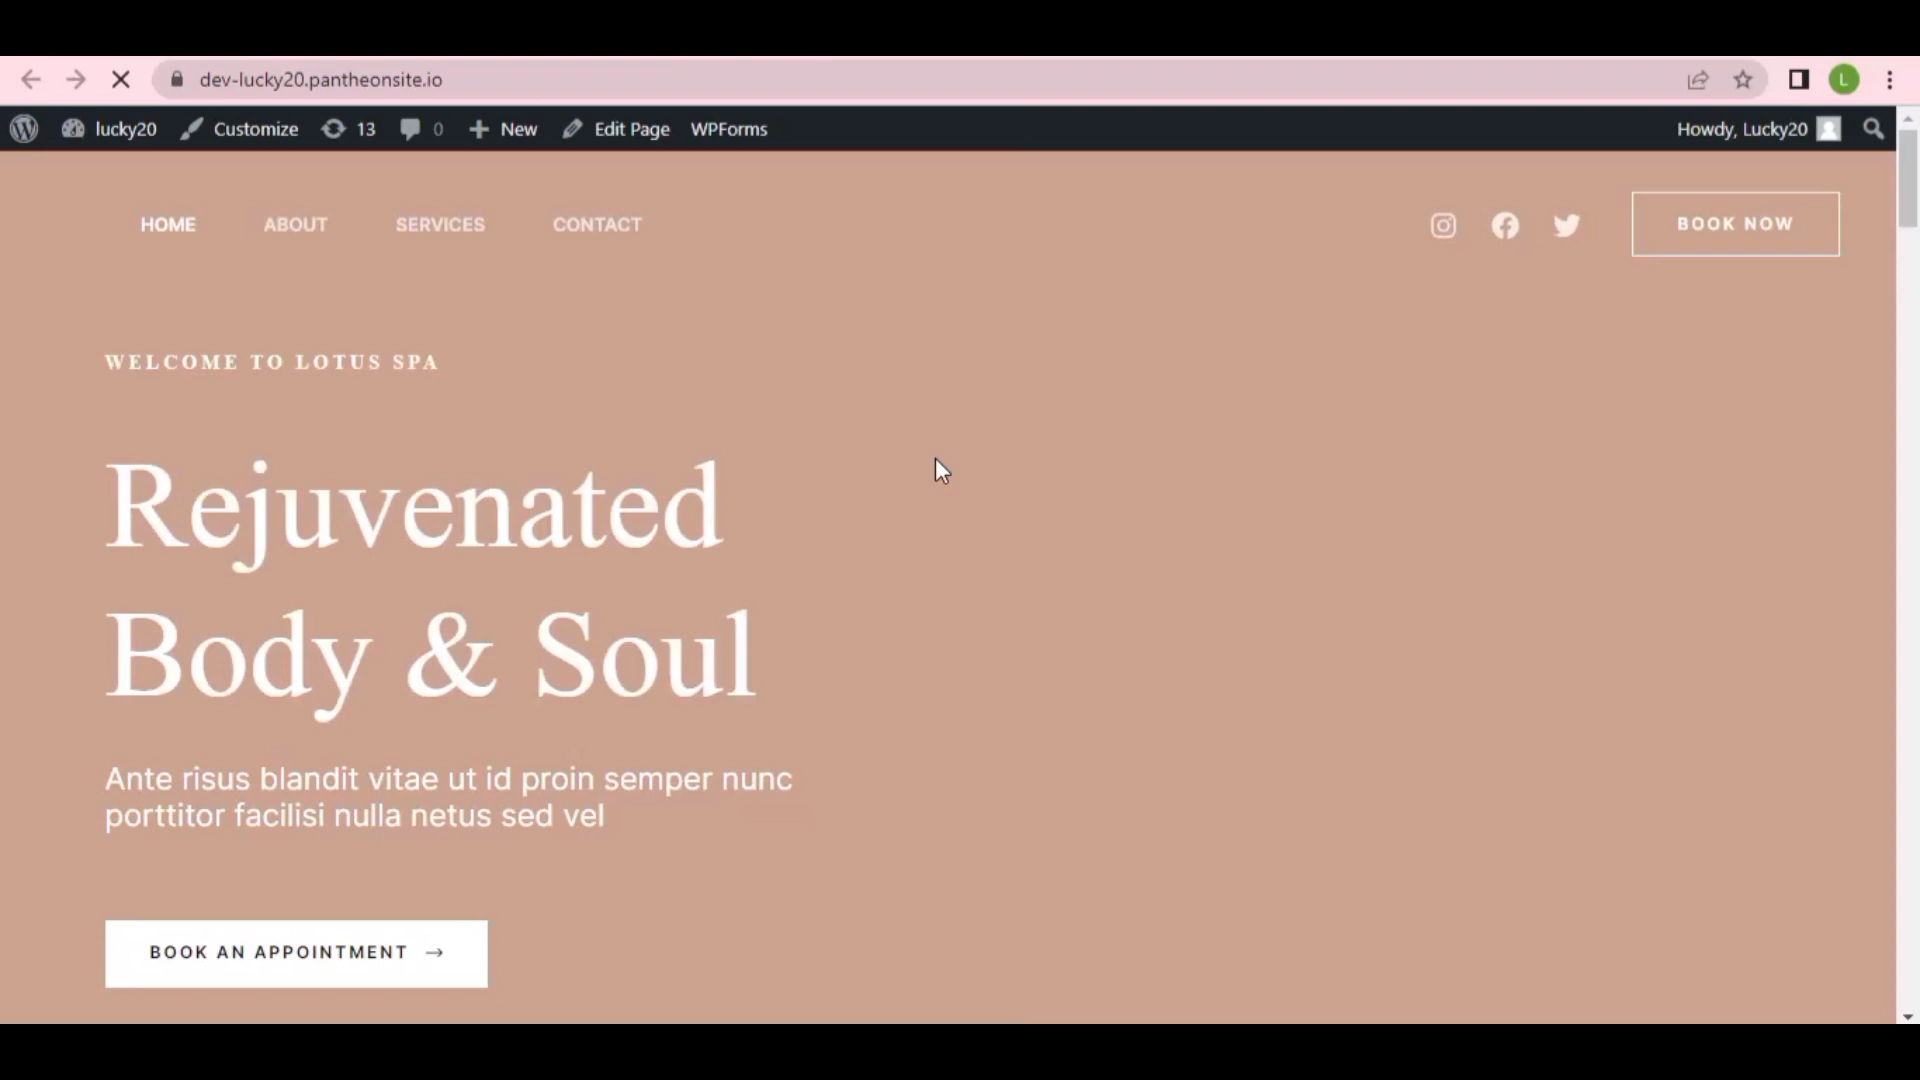 dev-lucky20.pantheonsite.io
L
lucky20 Customize 13 0 New Edit Page WPForms Howdy, Lucky20
HOME ABOUT SERVICES CONTACT BOOK NOW
WELCOME TO LOTUS SPA
Rejuvenated
Body & Soul
Ante risus blandit vitae ut id proin semper nunc
porttitor facilisi nulla netus sed vel
BOOK AN APPOINTMENT →